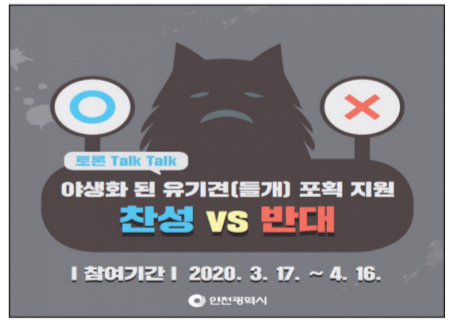 토론 Talk Talk
야생화 된 유기견(들개) 포획 지원
찬성 vs 반대
| 참여기간 | 2020. 3. 17. ~ 4. 16.
인천광역시